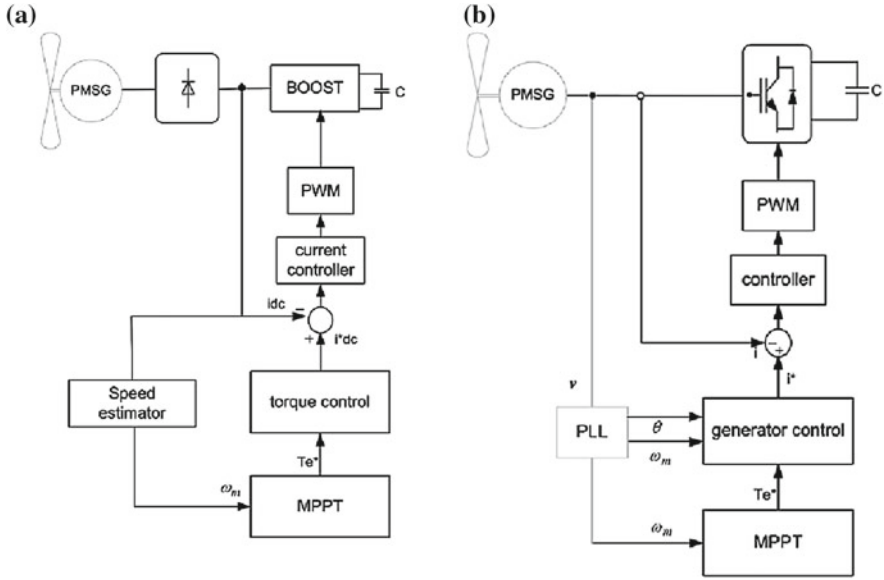 (a)
PMSG
BOOST
C
PWM
current
controller
idc
−
+
i*dc
Speed
estimator
torque control
Te*
ωm
MPPT
(b)
PMSG
C
PWM
controller
−
+
i
i*
v
PLL
θ̂
ωm
generator control
Te*
ωm
MPPT